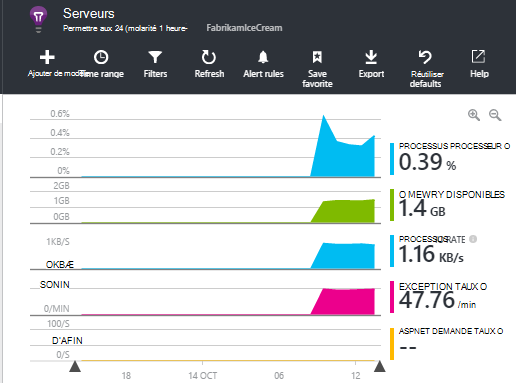 Serveurs
Permettre aux 24 (molarité 1 heure- FabrikamIceCream
Ajouter de modè Time range Filters Refresh Alert rules Save favorite Export Réutiliser defaults Help
0.6%
0.4%
0.2%
0%
PROCESSUS PROCESSEUR O
0.39 %
2GB
1GB
0GB
O MEWRY DISPONIBLES
1.4 GB
1KB/S
OKBÆ
PROCESSUS IO RATE
1.16 KB/s
SONIN
0/MIN
EXCEPTION TAUX O
47.76 /min
100/S
D'AFIN
0/S
ASPNET DEMANDE TAUX O
--
18 14 OCT 06 12